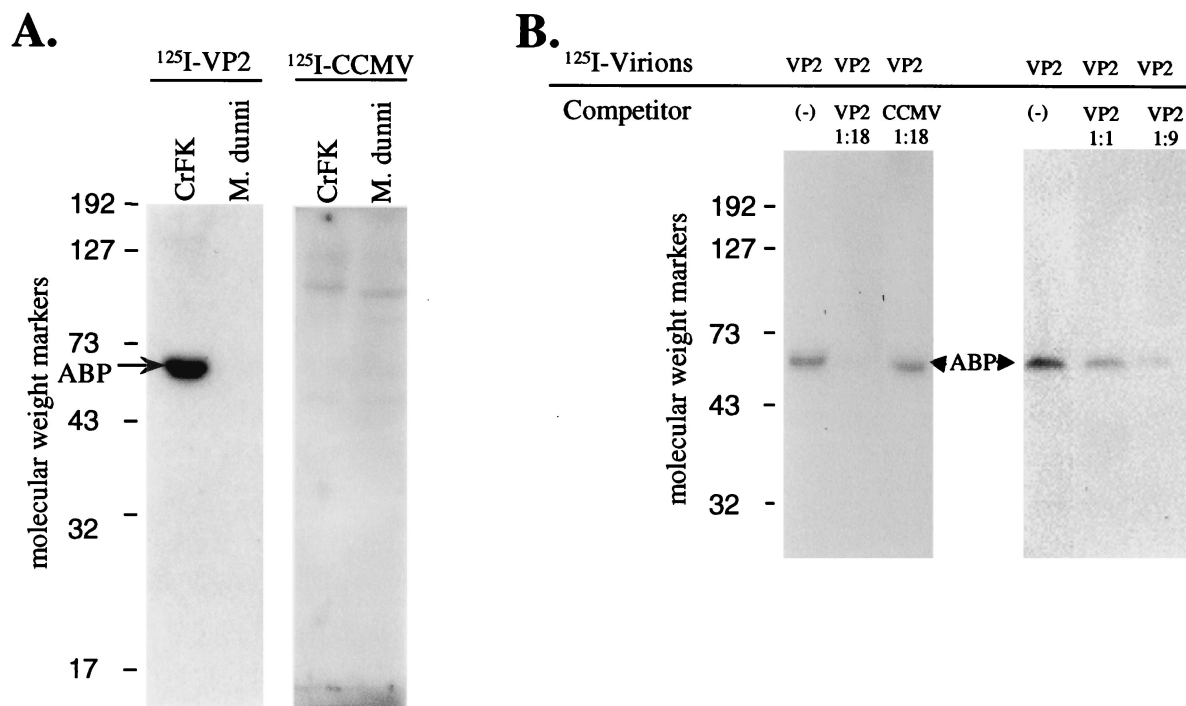 A.
¹²⁵I-VP2
¹²⁵I-CCMV
CrFK
M. dunni
CrFK
M. dunni
molecular weight markers
192
127
73
ABP
43
32
17
B.
¹²⁵I-Virions
VP2 VP2 VP2
VP2 VP2 VP2
Competitor
(-) VP2 CCMV
1:18 1:18
(-) VP2 VP2
1:1 1:9
molecular weight markers
192
127
73
ABP
43
32